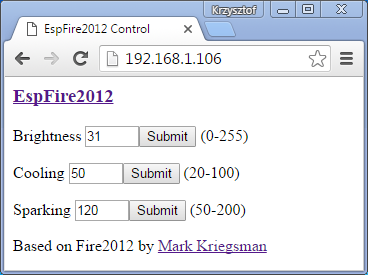 Krzysztof
EspFire2012 Control
192.168.1.106
EspFire2012
Brightness 31 Submit (0-255)
Cooling 50 Submit (20-100)
Sparking 120 Submit (50-200)
Based on Fire2012 by Mark Kriegsman